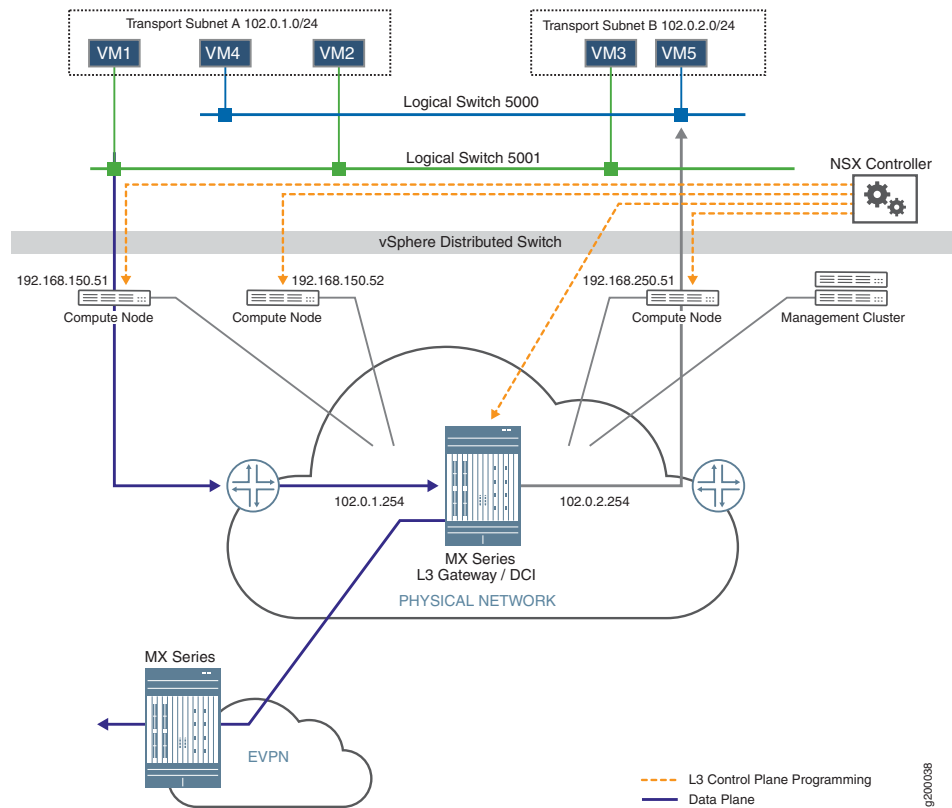 Transport Subnet A 102.0.1.0/24
Transport Subnet B 102.0.2.0/24
VM1
VM4
VM2
VM3
VM5
Logical Switch 5000
Logical Switch 5001
NSX Controller
vSphere Distributed Switch
192.168.150.51
192.168.150.52
192.168.250.51
Compute Node
Compute Node
Compute Node
Management Cluster
102.0.1.254
102.0.2.254
MX Series
L3 Gateway / DCI
PHYSICAL NETWORK
MX Series
EVPN
L3 Control Plane Programming
Data Plane
g200038